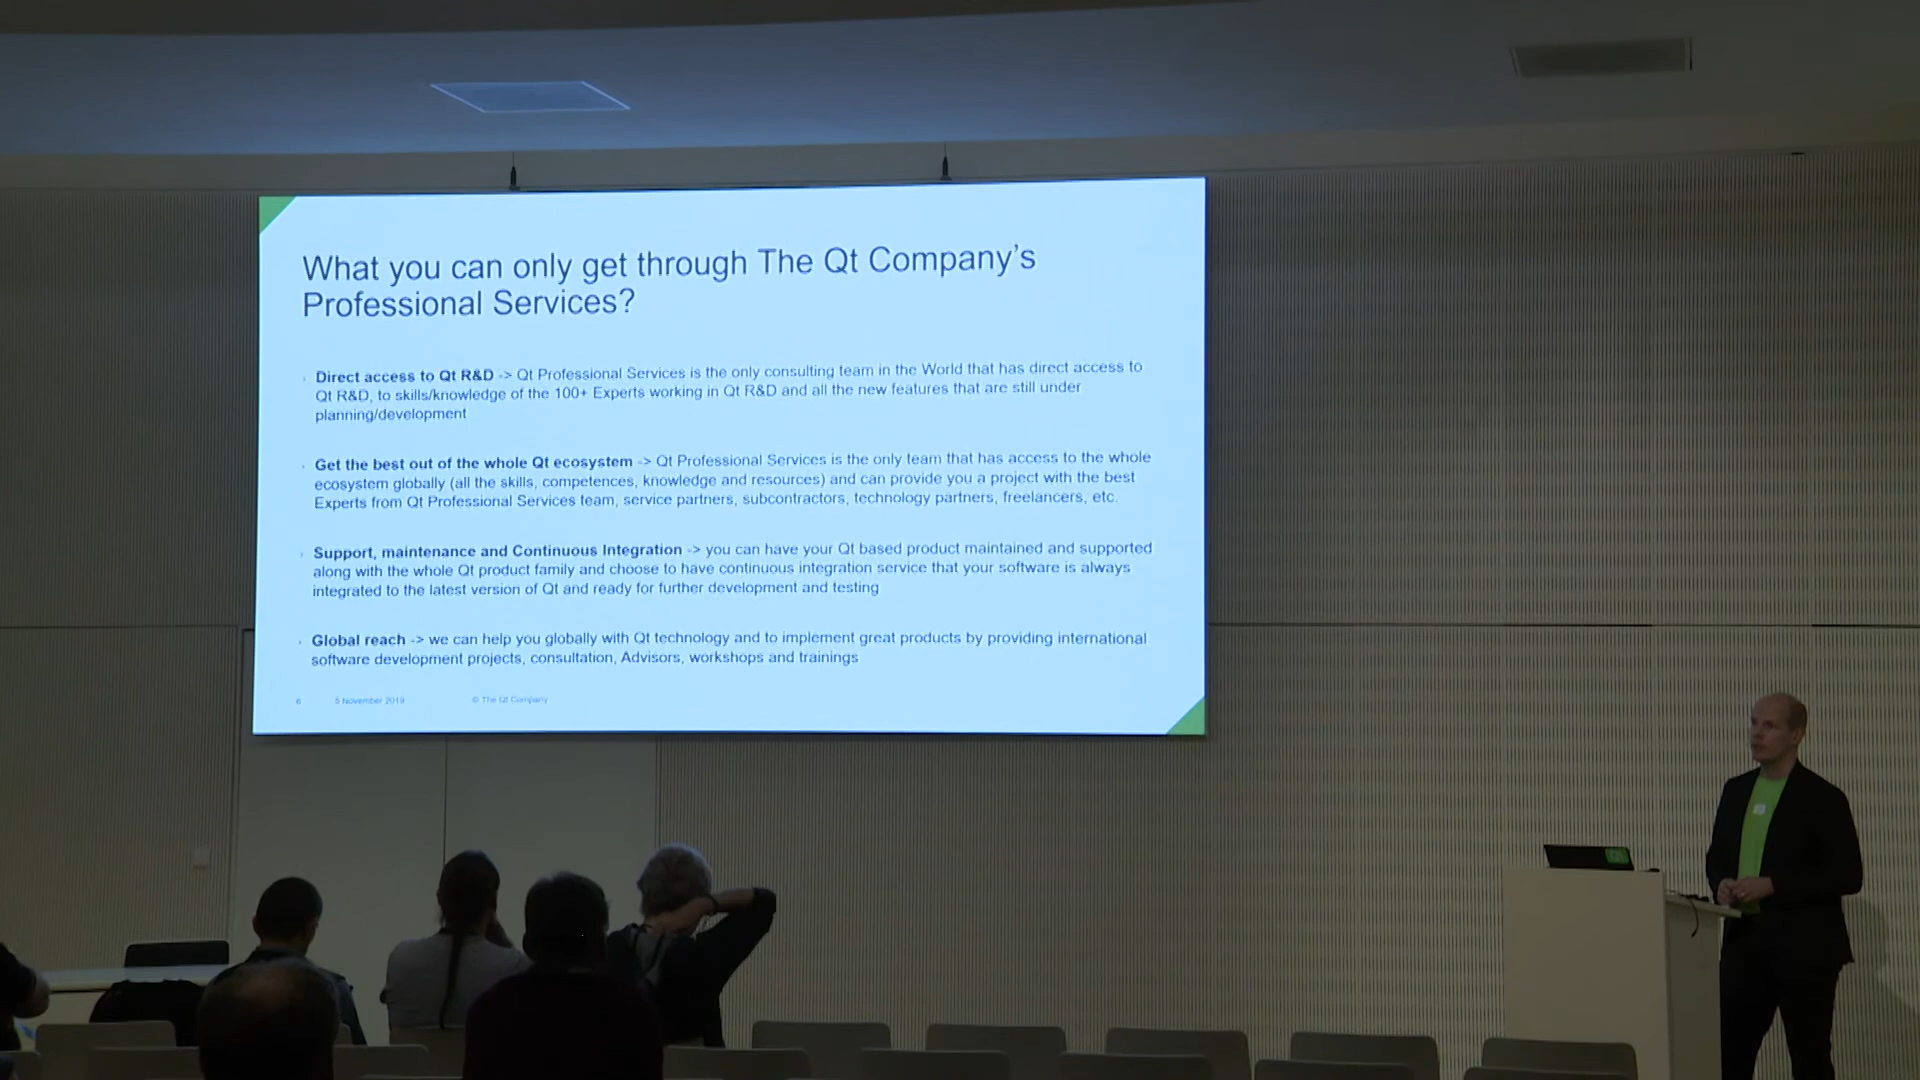 What you can only get through The Qt Company's
Professional Services?
Direct access to Qt R&D -> Qt Professional Services is the only consulting team in the World that has direct access to
Qt R&D, to skills/knowledge of the 100+ Experts working in Qt R&D and all the new features that are still under
planning/development
Get the best out of the whole Qt ecosystem -> Qt Professional Services is the only team that has access to the whole
ecosystem globally (all the skills, competences, knowledge and resources) and can provide you a project with the best
Experts from Qt Professional Services team, service partners, subcontractors, technology partners, freelancers, etc.
Support, maintenance and Continuous Integration -> you can have your Qt based product maintained and supported
along with the whole Qt product family and choose to have continuous integration service that your software is always
integrated to the latest version of Qt and ready for further development and testing
Global reach -> we can help you globally with Qt technology and to implement great products by providing international
software development projects, consultation, Advisors, workshops and trainings
6 5 November 2019 © The Qt Company